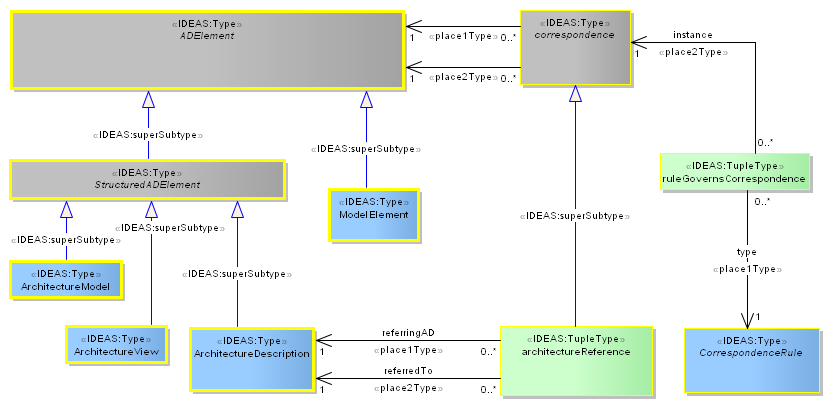 «IDEAS:Type»
ADElement
1
«place1Type»
0..*
1
«place2Type»
0..*
«IDEAS:Type»
correspondence
1
instance
«place2Type»
0..*
«IDEAS:superSubtype»
«IDEAS:superSubtype»
«IDEAS:Type»
StructuredADElement
«IDEAS:Type»
ModelElement
«IDEAS:TupleType»
ruleGovernsCorrespondence
0..*
«IDEAS:superSubtype»
«IDEAS:superSubtype»
«IDEAS:superSubtype»
«IDEAS:superSubtype»
type
«place1Type»
1
«IDEAS:Type»
ArchitectureModel
«IDEAS:Type»
ArchitectureView
«IDEAS:Type»
ArchitectureDescription
referringAD
1
«place1Type»
0..*
referredTo
1
«place2Type»
0..*
«IDEAS:TupleType»
architectureReference
«IDEAS:Type»
CorrespondenceRule